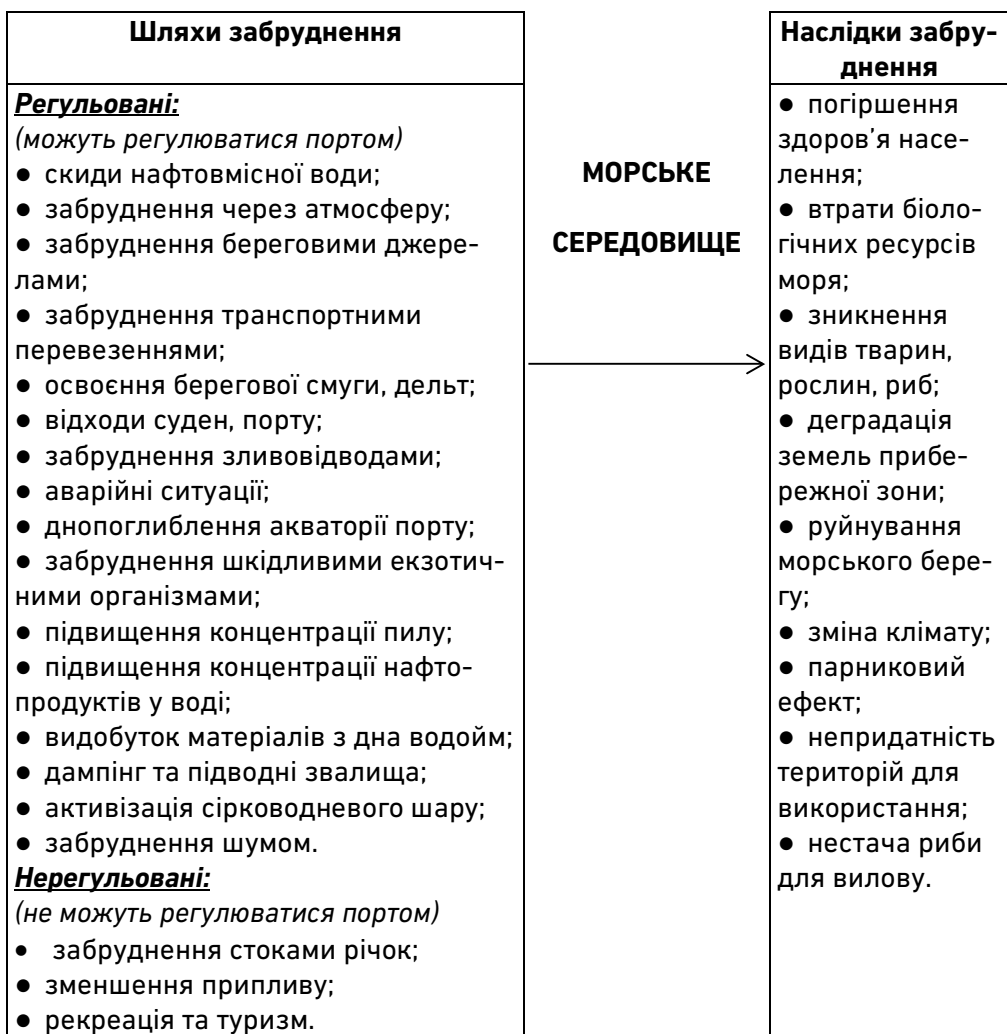 Шляхи забруднення
Регульовані:
(можуть регулюватися портом)
● скиди нафтовмісної води;
● забруднення через атмосферу;
● забруднення береговими джере-
лами;
● забруднення транспортними
перевезеннями;
● освоєння берегової смуги, дельт;
● відходи суден, порту;
● забруднення зливовідводами;
● аварійні ситуації;
● днопоглиблення акваторії порту;
● забруднення шкідливими екзотич-
ними організмами;
● підвищення концентрації пилу;
● підвищення концентрації нафто-
продуктів у воді;
● видобуток матеріалів з дна водойм;
● дампінг та підводні звалища;
● активізація сірководневого шару;
● забруднення шумом.
Нерегульовані:
(не можуть регулюватися портом)
● забруднення стоками річок;
● зменшення припливу;
● рекреація та туризм.
МОРСЬКЕ
СЕРЕДОВИЩЕ
Наслідки забру-
днення
● погіршення
здоров’я насе-
лення;
● втрати біоло-
гічних ресурсів
моря;
● зникнення
видів тварин,
рослин, риб;
● деградація
земель прибе-
режної зони;
● руйнування
морського бере-
гу;
● зміна клімату;
● парниковий
ефект;
● непридатність
територій для
використання;
● нестача риби
для вилову.